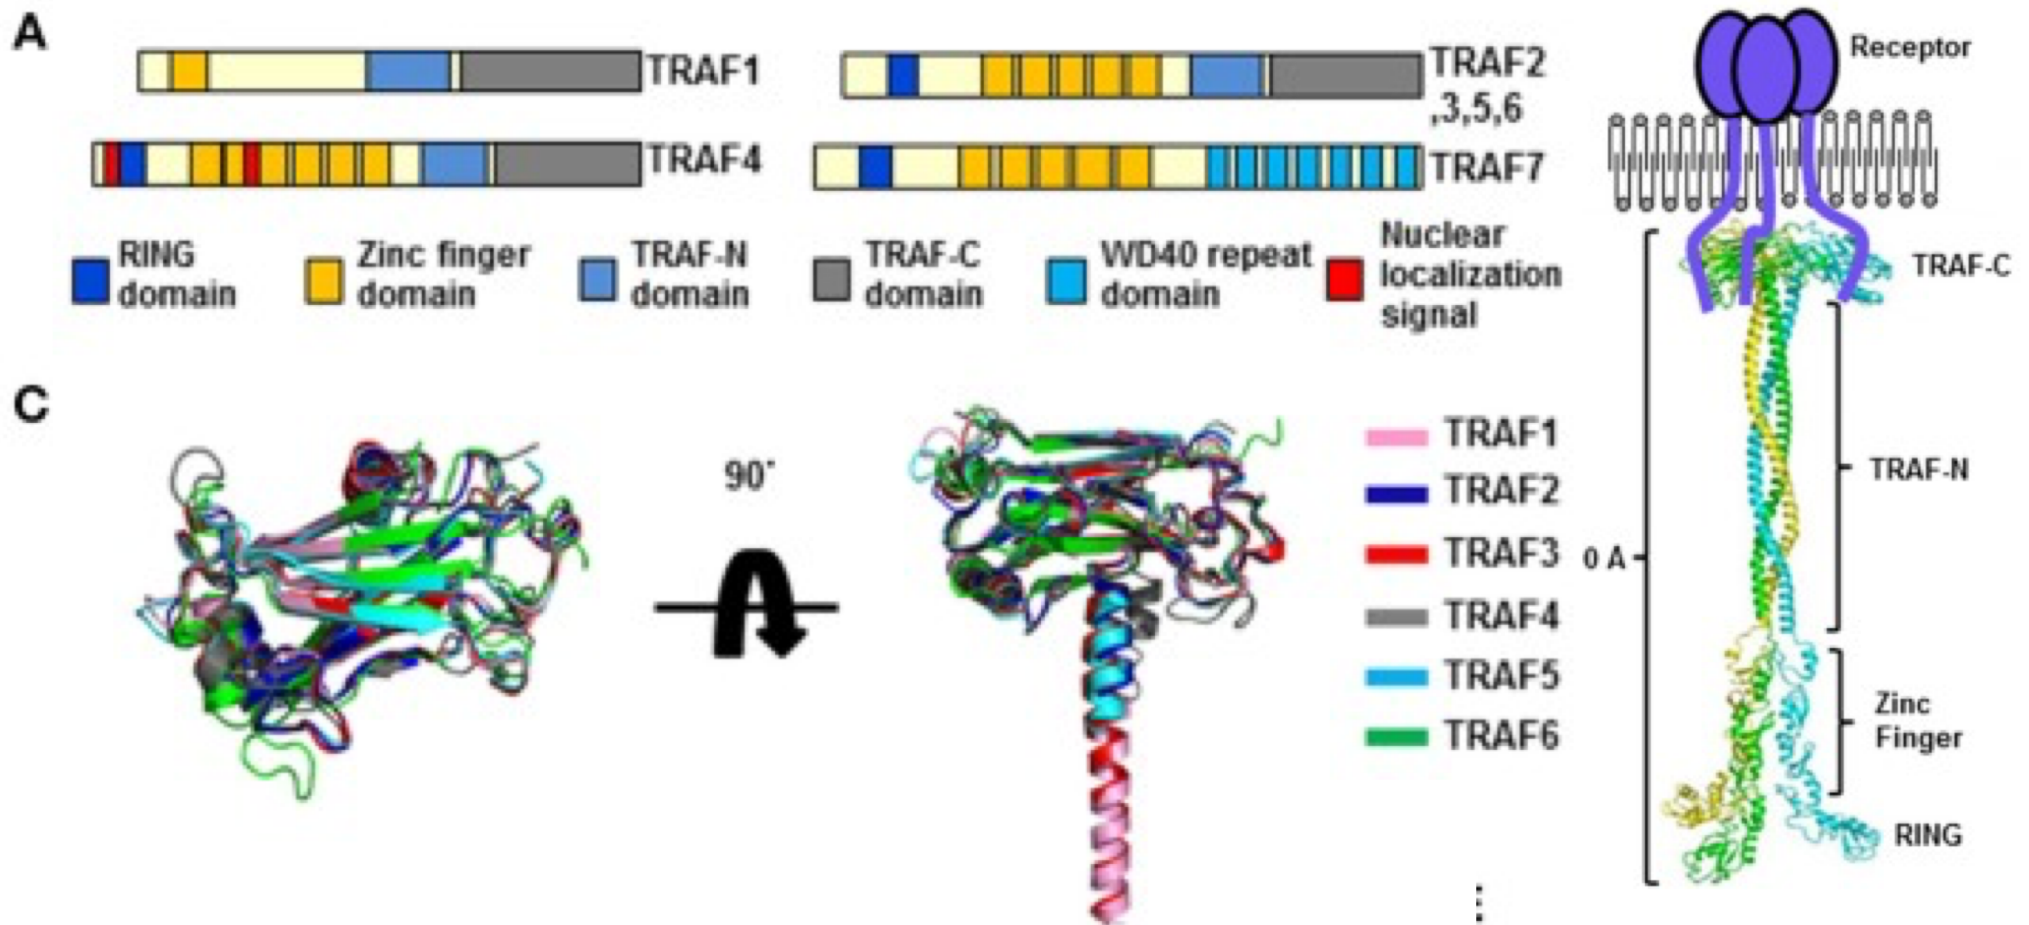 A
TRAF1
TRAF2
,3,5,6
TRAF4
TRAF7
RING
domain
Zinc finger
domain
TRAF-N
domain
TRAF-C
domain
WD40 repeat
domain
Nuclear
localization
signal
Receptor
TRAF-C
TRAF-N
0 A
Zinc
Finger
RING
C
90°
TRAF1
TRAF2
TRAF3
TRAF4
TRAF5
TRAF6